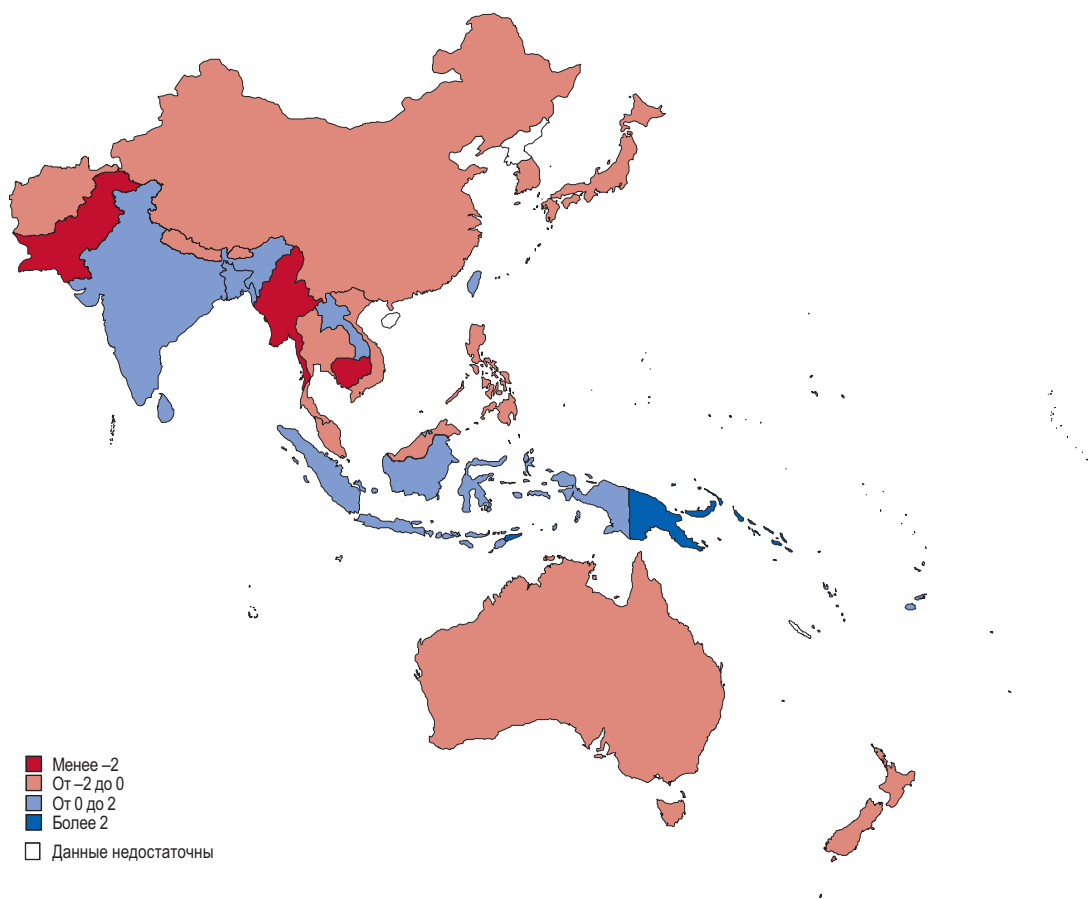 Менее –2
От –2 до 0
От 0 до 2
Более 2
Данные недостаточны